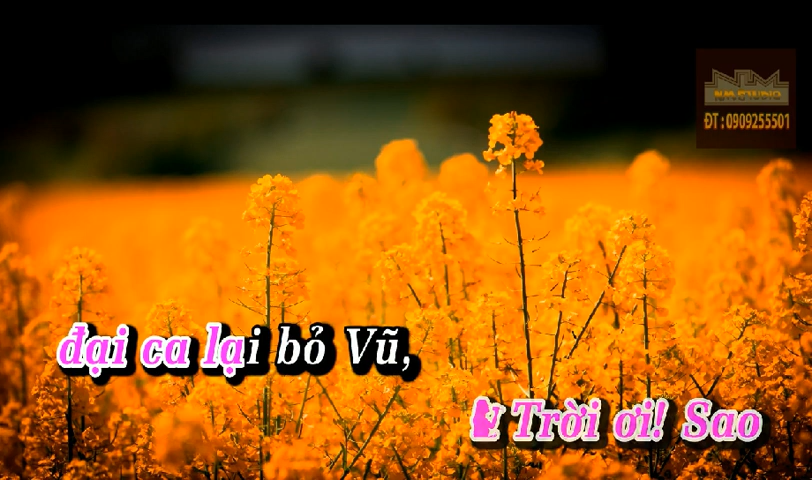 NM STUDIO
ĐT : 0909255501
đại ca lại bỏ Vũ,
Trời ơi! Sao